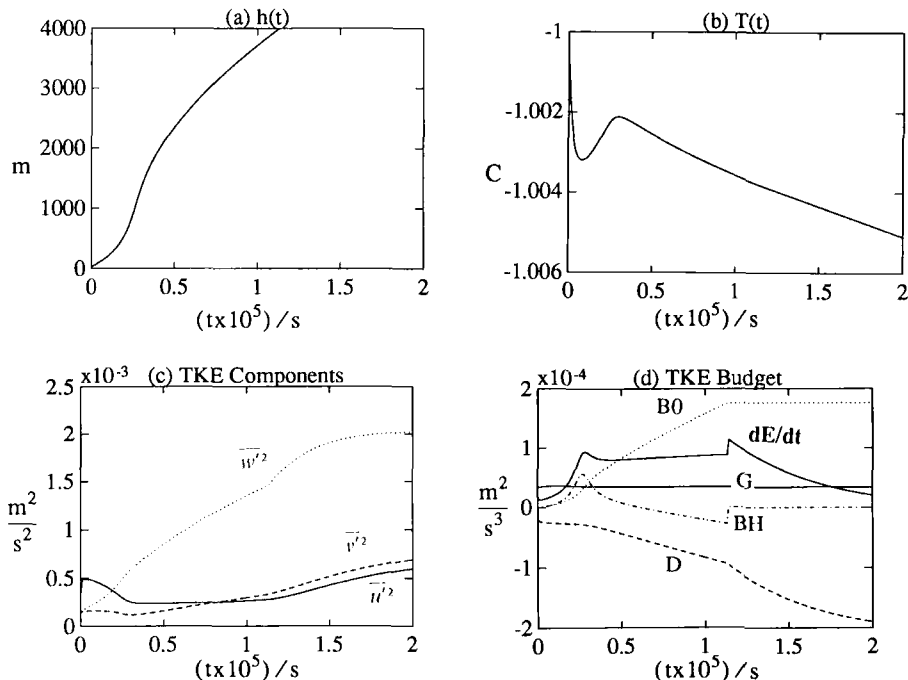 (a) h(t)
4000
3000
2000
1000
0
m
0 0.5 1 1.5 2
(tx10⁵)/s
(b) T(t)
-1
-1.002
-1.004
-1.006
C
0 0.5 1 1.5 2
(tx10⁵)/s
x10⁻³ (c) TKE Components
2.5
2
1.5
1
0.5
0
m²
s²
w'²
v'²
u'²
0 0.5 1 1.5 2
(tx10⁵)/s
x10⁻⁴ (d) TKE Budget
2
1
0
-1
-2
m²
s³
B0
dE/dt
G
BH
D
0 0.5 1 1.5 2
(tx10⁵)/s